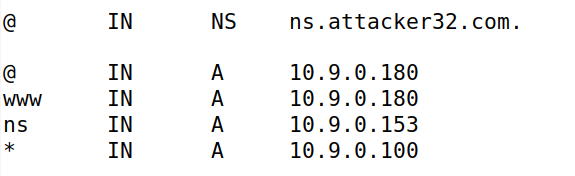 @ IN NS ns.attacker32.com.
@ IN A 10.9.0.180
www IN A 10.9.0.180
ns IN A 10.9.0.153
* IN A 10.9.0.100